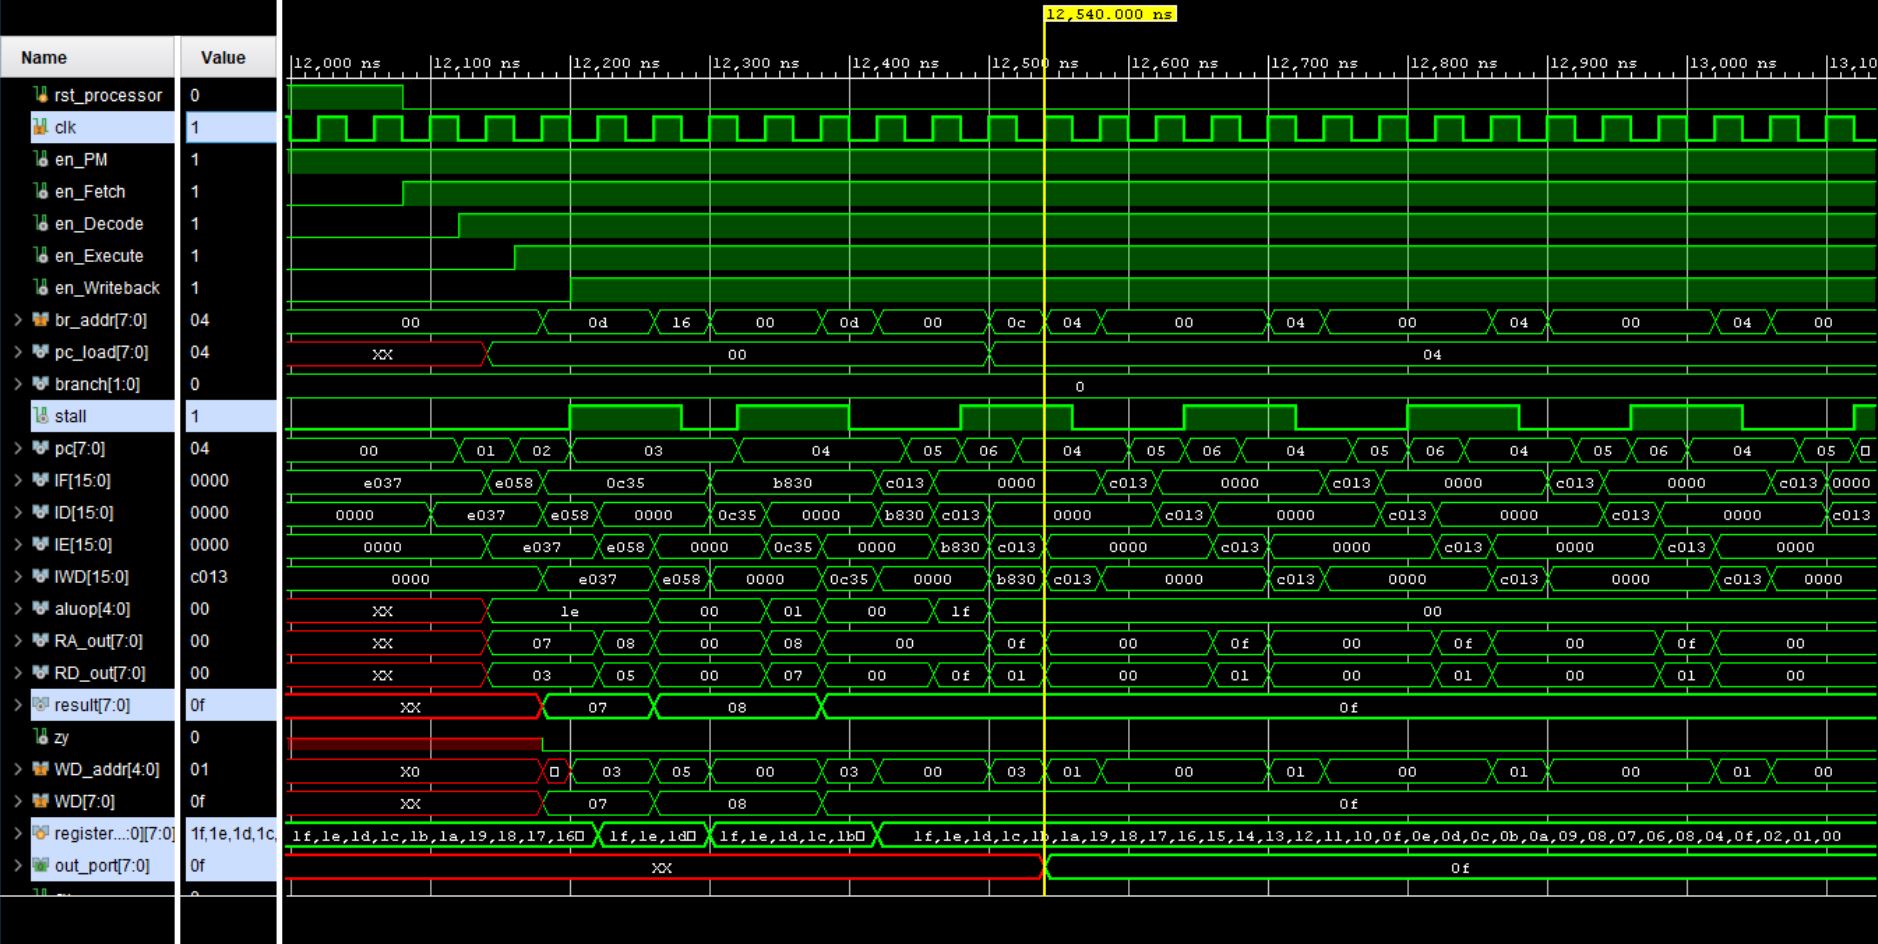 12,540.000 ns
Name Value 12,000 ns 12,100 ns 12,200 ns 12,300 ns 12,400 ns 12,500 ns 12,600 ns 12,700 ns 12,800 ns 12,900 ns 13,000 ns 13,10
rst_processor 0
clk 1
en_PM 1
en_Fetch 1
en_Decode 1
en_Execute 1
en_Writeback 1
br_addr[7:0] 04 00 0d 16 00 0d 00 0c 04 00 04 00 04 00 04 00
pc_load[7:0] 04 XX 00 04
branch[1:0] 0 0
stall 1
pc[7:0] 04 00 01 02 03 04 05 06 04 05 06 04 05 06 04 05 06 04 05
IF[15:0] 0000 e037 e058 0c35 b830 c013 0000 c013 0000 c013 0000 c013 0000 c013 0000
ID[15:0] 0000 0000 e037 e058 0000 0c35 0000 b830 c013 0000 c013 0000 c013 0000 c013 0000 c013
IE[15:0] 0000 0000 e037 e058 0000 0c35 0000 b830 c013 0000 c013 0000 c013 0000 c013 0000
IWD[15:0] c013 0000 e037 e058 0000 0c35 0000 b830 c013 0000 c013 0000 c013 0000 c013 0000
aluop[4:0] 00 XX 1e 00 01 00 1f 00
RA_out[7:0] 00 XX 07 08 00 08 00 0f 00 0f 00 0f 00 0f 00
RD_out[7:0] 00 XX 03 05 00 07 00 0f 01 00 01 00 01 00 01 00
result[7:0] 0f XX 07 08 0f
zy 0
WD_addr[4:0] 01 X0 03 05 00 03 00 03 01 00 01 00 01 00 01 00
WD[7:0] 0f XX 07 08 0f
register...:0][7:0] 1f,1e,1d,1c, 1f,1e,1d,1c,1b,1a,19,18,17,16 1f,1e,1d 1f,1e,1d,1c,1b 1f,1e,1d,1c,1b,1a,19,18,17,16,15,14,13,12,11,10,0f,0e,0d,0c,0b,0a,09,08,07,06,08,04,0f,02,01,00
out_port[7:0] 0f XX 0f